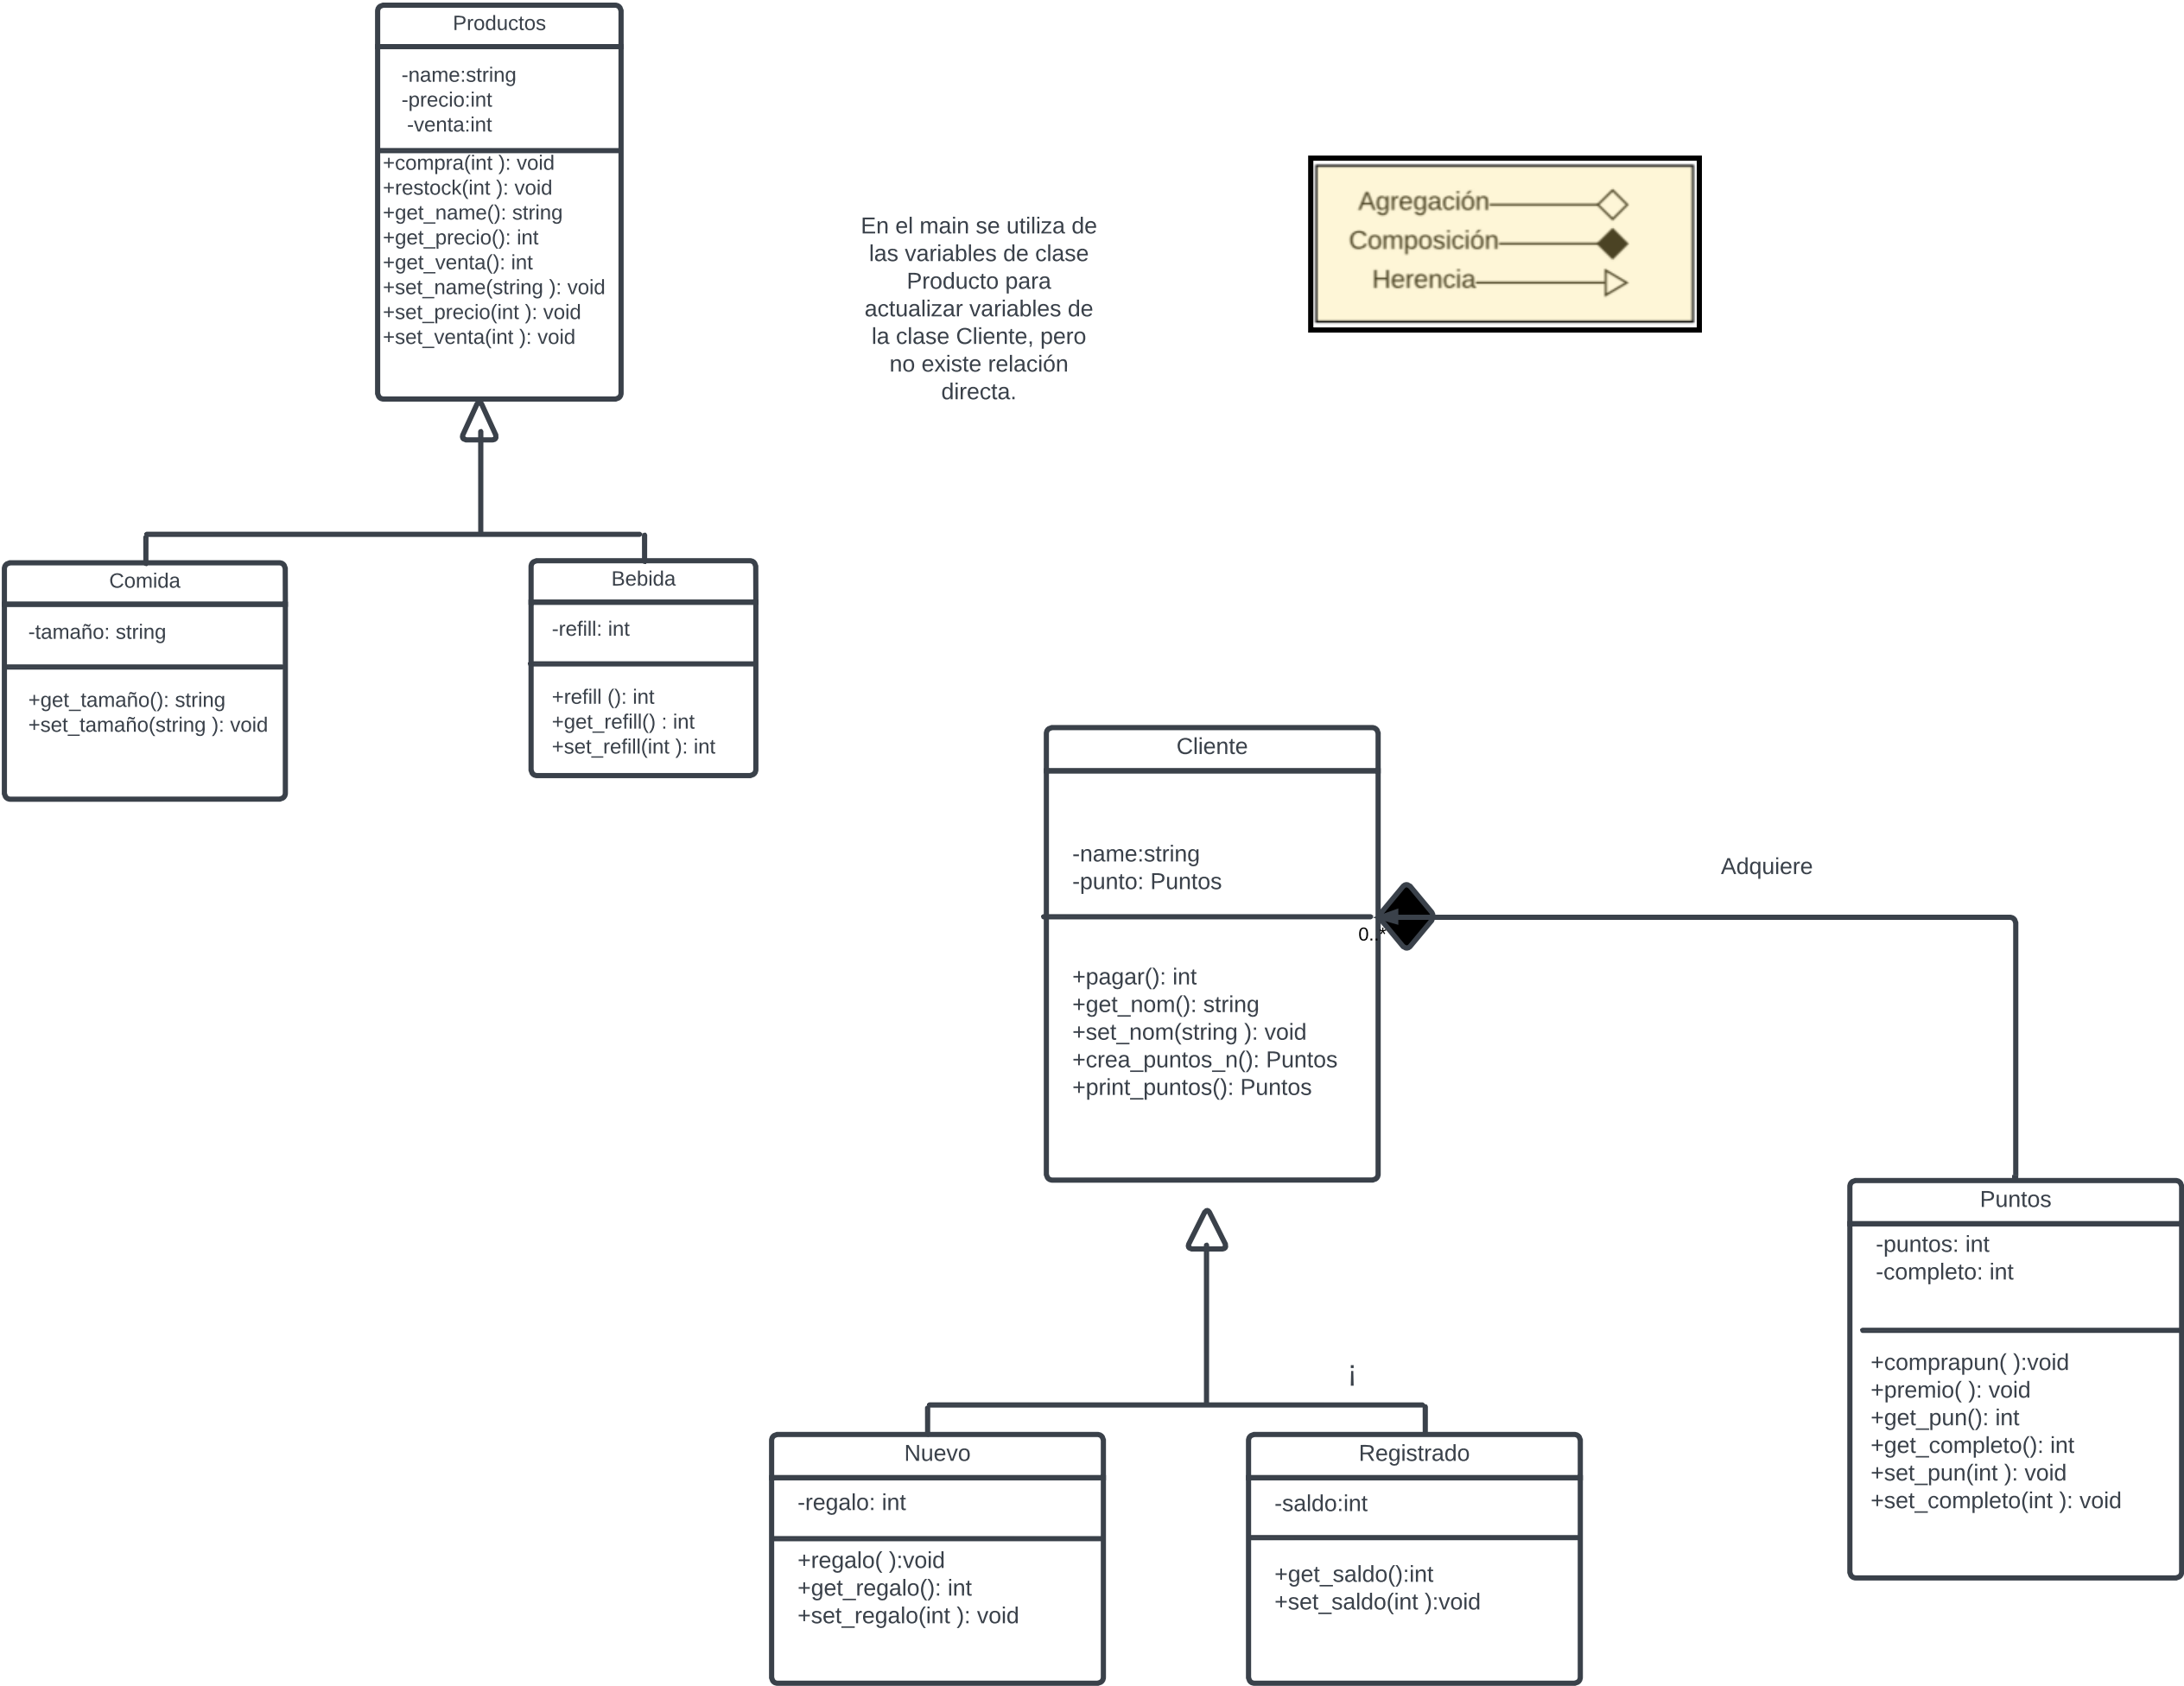 Productos
-name:string
-precio:int
-venta:int
+compra(int ): void
+restock(int ): void
+get_name(): string
+get_precio(): int
+get_venta(): int
+set_name(string ): void
+set_precio(int ): void
+set_venta(int ): void
En el main se utiliza de
las variables de clase
Producto para
actualizar variables de
la clase Cliente, pero
no existe relación
directa.
Agregación
Composición
Herencia
Comida
-tamaño: string
+get_tamaño(): string
+set_tamaño(string ): void
Bebida
-refill: int
+refill (): int
+get_refill() : int
+set_refill(int ): int
Cliente
-name:string
-punto: Puntos
+pagar(): int
+get_nom(): string
+set_nom(string ): void
+crea_puntos_n(): Puntos
+print_puntos(): Puntos
0..*
Adquiere
Puntos
-puntos: int
-completo: int
+comprapun( ):void
+premio( ): void
+get_pun(): int
+get_completo(): int
+set_pun(int ): void
+set_completo(int ): void
¡
Nuevo
-regalo: int
+regalo( ):void
+get_regalo(): int
+set_regalo(int ): void
Registrado
-saldo:int
+get_saldo():int
+set_saldo(int ):void